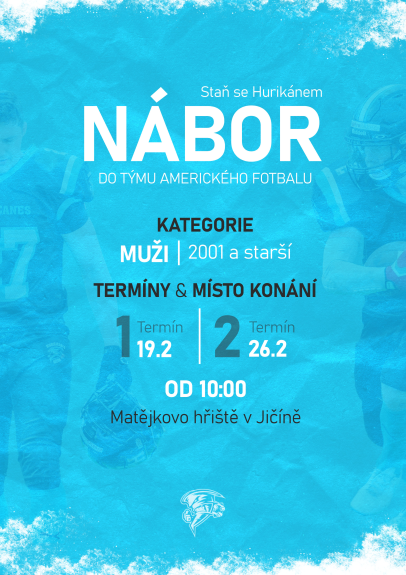 Staň se Hurikánem
NÁBOR
DO TÝMU AMERICKÉHO FOTBALU
KATEGORIE
MUŽI | 2001 a starší
TERMÍNY & MÍSTO KONÁNÍ
1 Termín 19.2
2 Termín 26.2
OD 10:00
Matějkovo hřiště v Jičíně